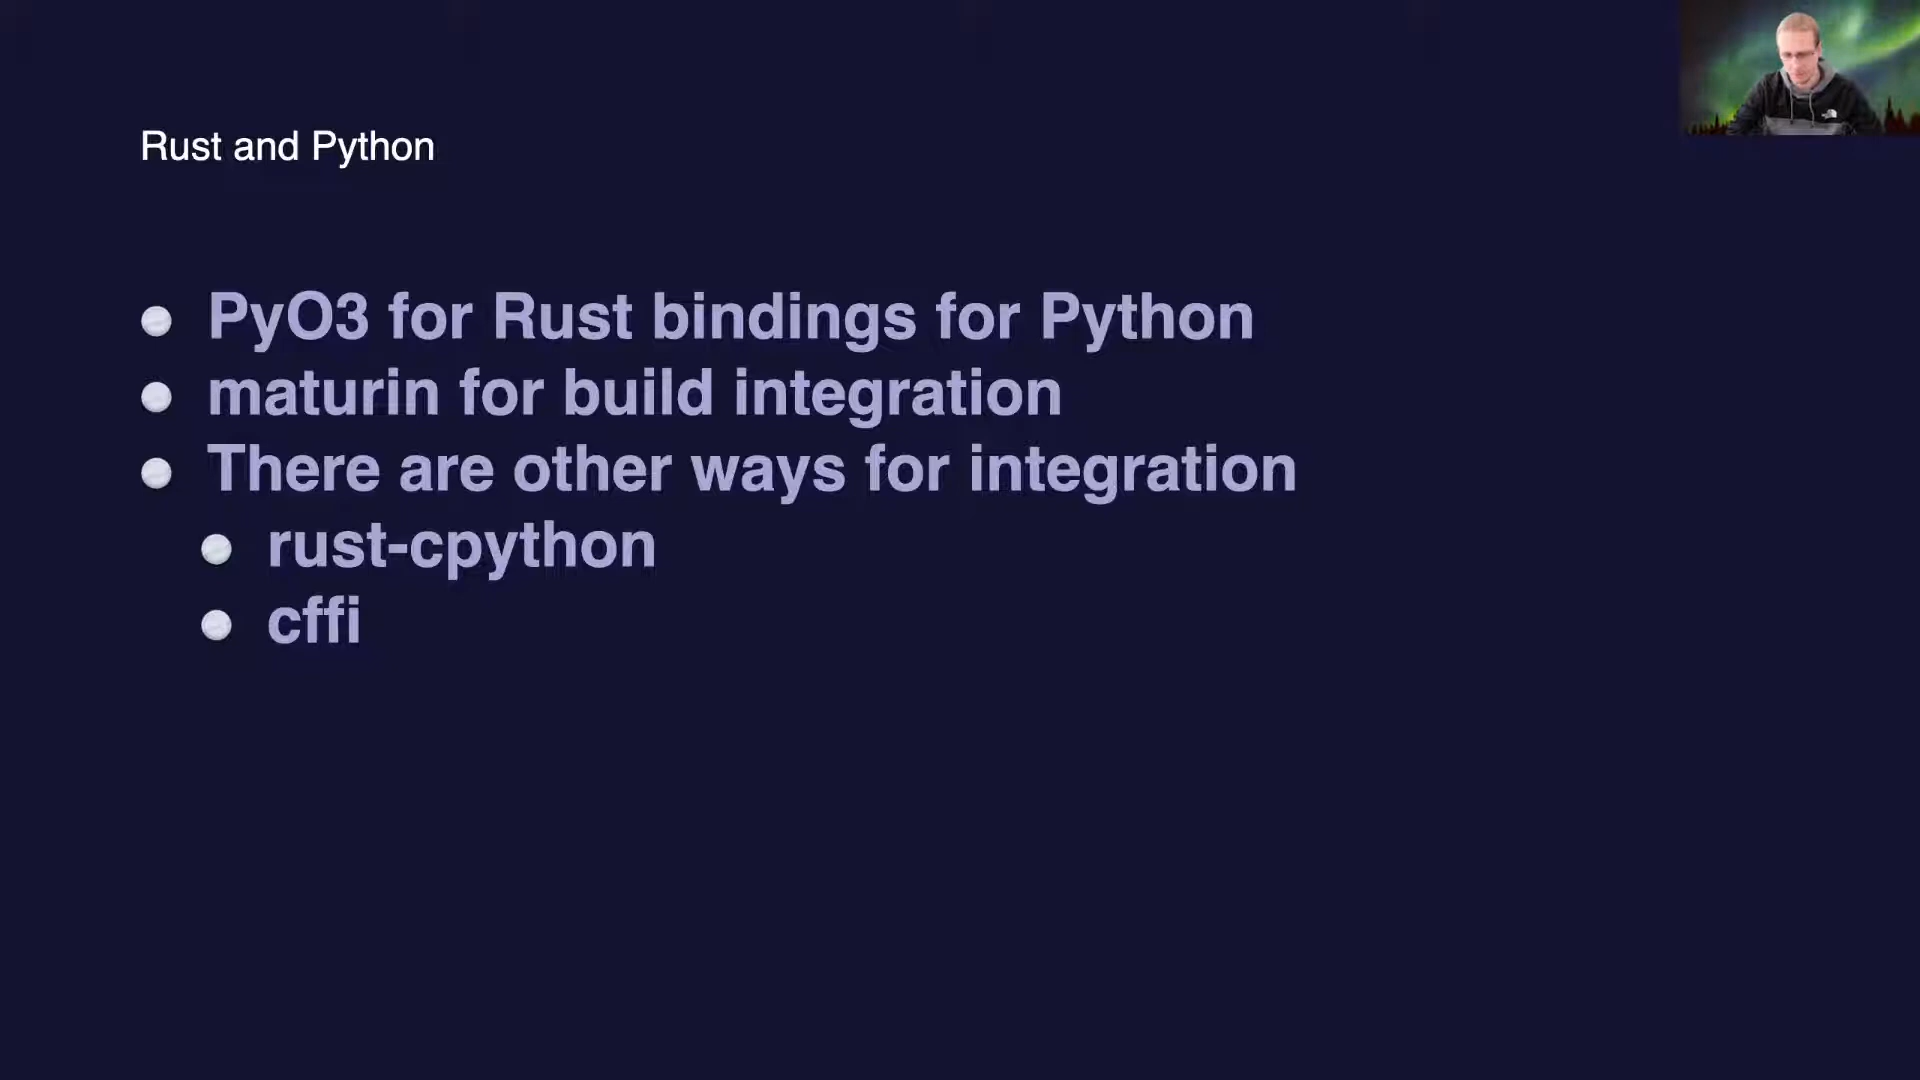 Rust and Python
PyO3 for Rust bindings for Python
maturin for build integration
There are other ways for integration
rust-cpython
cffi